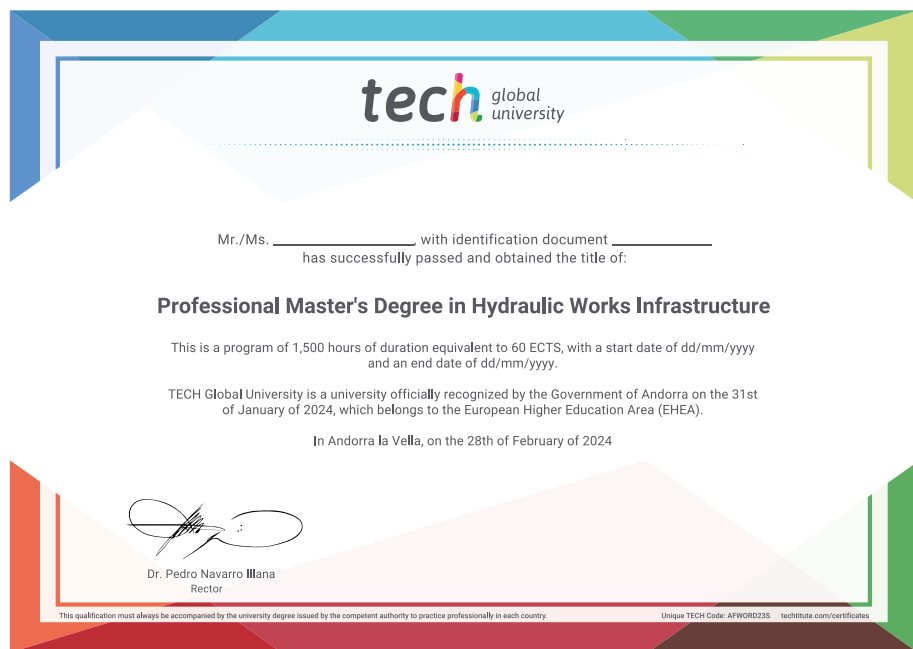 tech global university
Mr./Ms. ____________, with identification document ____________
has successfully passed and obtained the title of:
Professional Master's Degree in Hydraulic Works Infrastructure
This is a program of 1,500 hours of duration equivalent to 60 ECTS, with a start date of dd/mm/yyyy
and an end date of dd/mm/yyyy.
TECH Global University is a university officially recognized by the Government of Andorra on the 31st
of January of 2024, which belongs to the European Higher Education Area (EHEA).
In Andorra la Vella, on the 28th of February of 2024
Dr. Pedro Navarro Illana
Rector
This qualification must always be accompanied by the university degree issued by the competent authority to practice professionally in each country.
Unique TECH Code: AFWORD23S techtitute.com/certificates